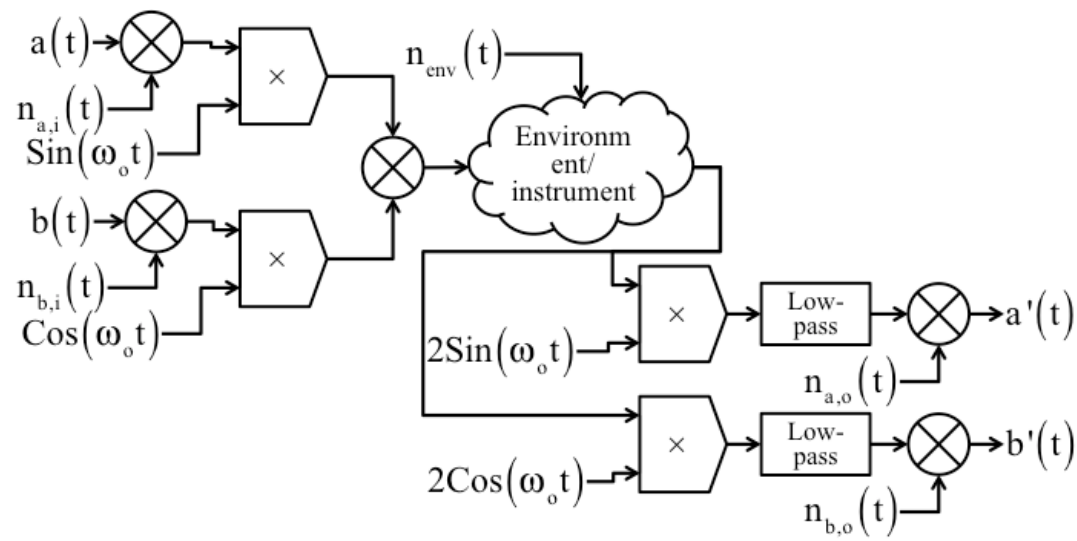 a(t)
×
n_a,i(t)
Sin(ω_o t)
n_env(t)
Environm
ent/
instrument
b(t)
×
n_b,i(t)
Cos(ω_o t)
×
Low-
pass
a'(t)
2Sin(ω_o t)
n_a,o(t)
×
Low-
pass
b'(t)
2Cos(ω_o t)
n_b,o(t)